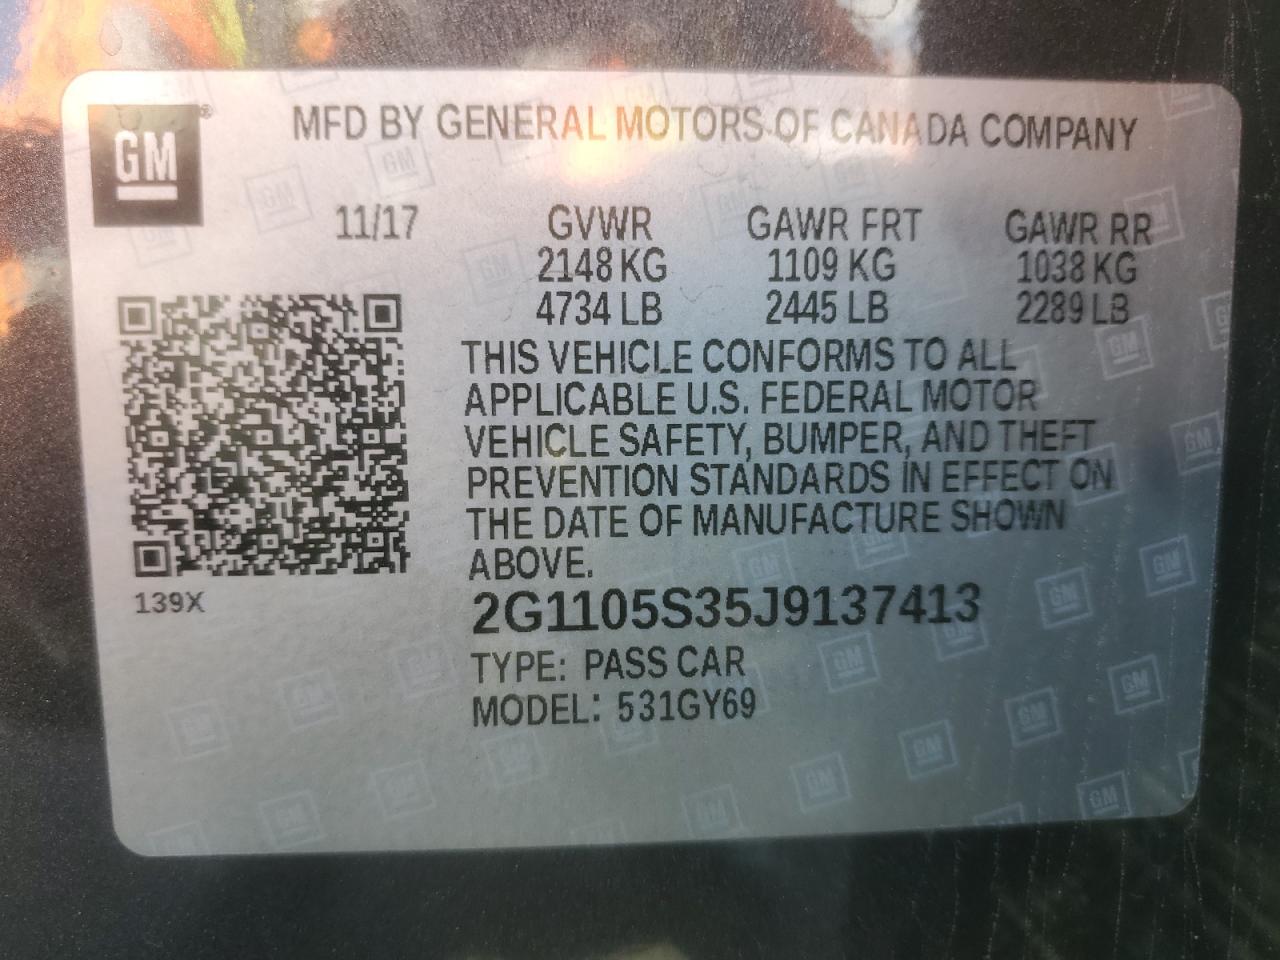 GM®
MFD BY GENERAL MOTORS OF CANADA COMPANY
11/17 GVWR GAWR FRT GAWR RR
2148 KG 1109 KG 1038 KG
4734 LB 2445 LB 2289 LB
THIS VEHICLE CONFORMS TO ALL
APPLICABLE U.S. FEDERAL MOTOR
VEHICLE SAFETY, BUMPER, AND THEFT
PREVENTION STANDARDS IN EFFECT ON
THE DATE OF MANUFACTURE SHOWN
ABOVE.
139X
2G1105S35J9137413
TYPE: PASS CAR
MODEL: 531GY69